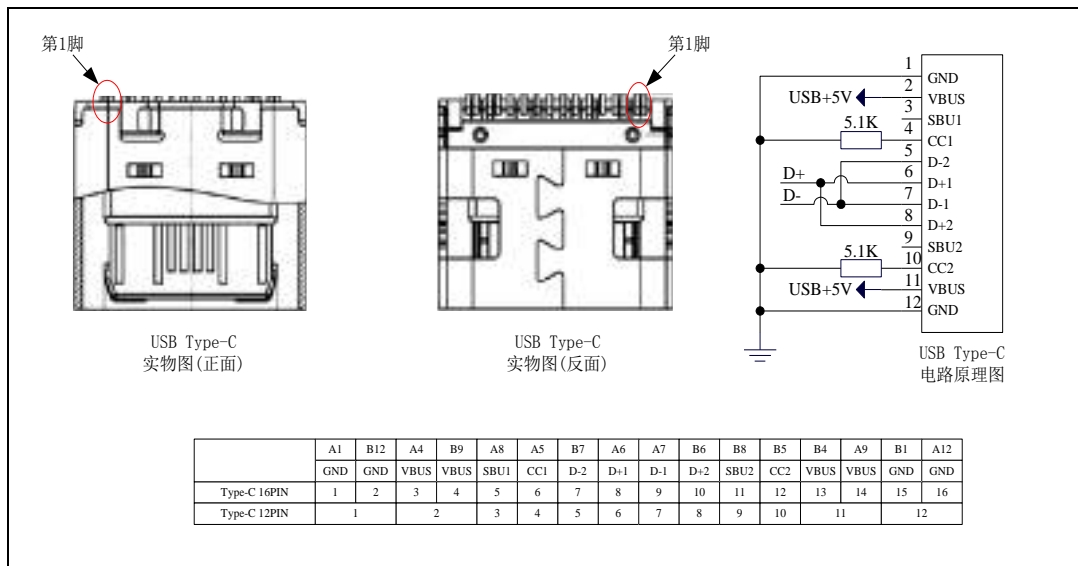 第1脚
第1脚
USB Type-C
实物图(正面)
USB Type-C
实物图(反面)
USB+5V
5.1K
D+
D-
5.1K
USB+5V
1 GND
2 VBUS
3 SBU1
4 CC1
5 D-2
6 D+1
7 D-1
8 D+2
9 SBU2
10 CC2
11 VBUS
12 GND
USB Type-C
电路原理图
A1 B12 A4 B9 A8 A5 B7 A6 A7 B6 B8 B5 B4 A9 B1 A12
GND GND VBUS VBUS SBU1 CC1 D-2 D+1 D-1 D+2 SBU2 CC2 VBUS VBUS GND GND
Type-C 16PIN 1 2 3 4 5 6 7 8 9 10 11 12 13 14 15 16
Type-C 12PIN 1 2 3 4 5 6 7 8 9 10 11 12